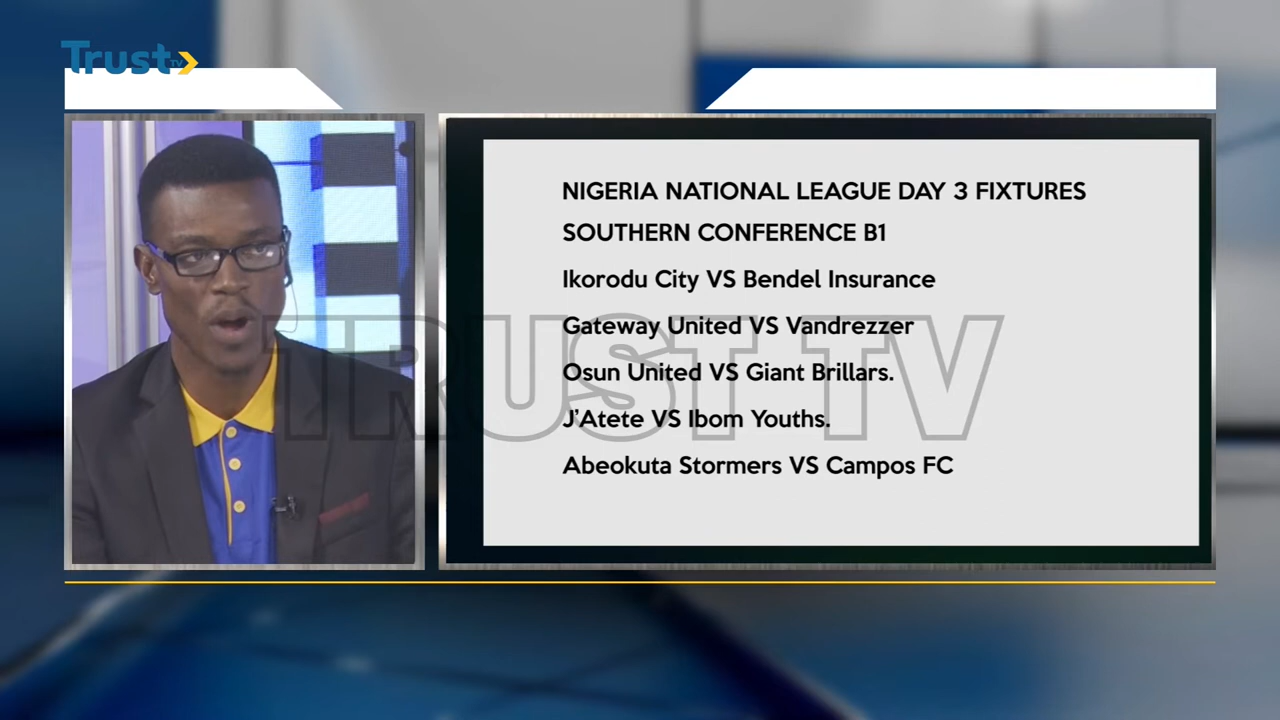 Trust TV
NIGERIA NATIONAL LEAGUE DAY 3 FIXTURES
SOUTHERN CONFERENCE B1
Ikorodu City VS Bendel Insurance
Gateway United VS Vandrezzer
Osun United VS Giant Brillars.
J'Atete VS Ibom Youths.
Abeokuta Stormers VS Campos FC
TRUST TV